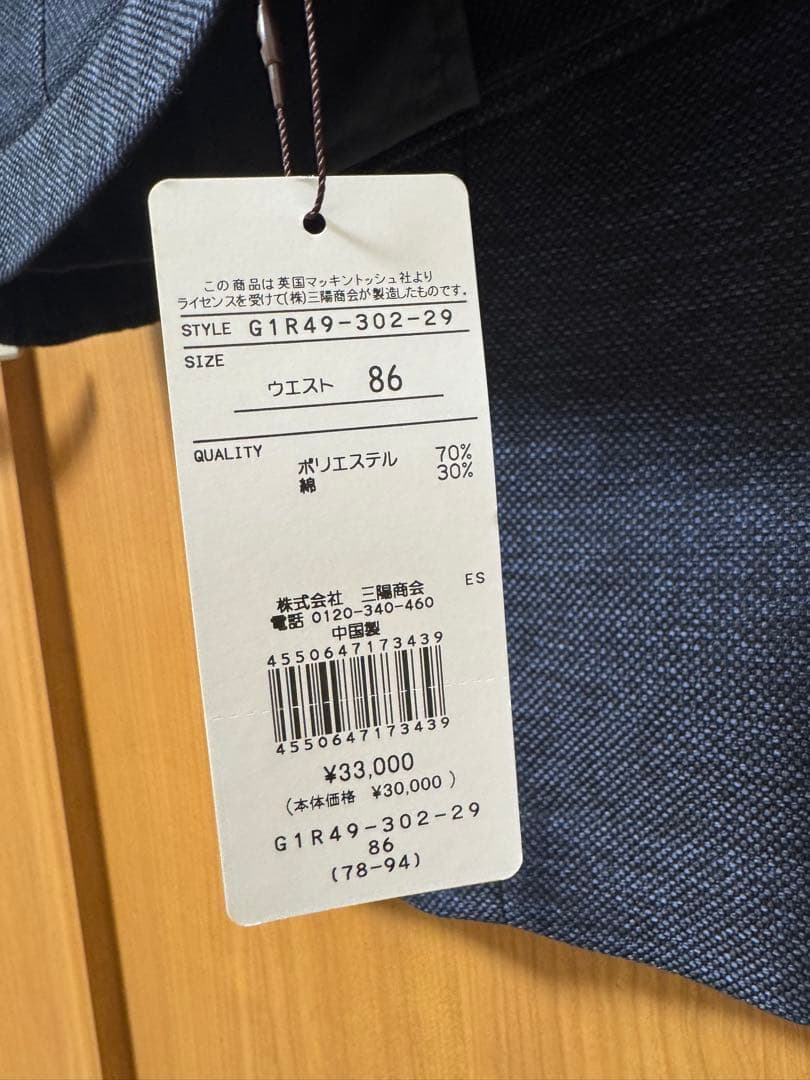 この商品は英国マッキントッシュ社より
ライセンスを受けて(株)三陽商会が製造したものです。
STYLE G1R49-302-29
SIZE
ウエスト 86
QUALITY
ポリエステル 70%
綿 30%
ES
株式会社 三陽商会
電話 0120-340-460
中国製
4550647173439
4550647173439
¥33,000
(本体価格 ¥30,000)
G1R49-302-29
86
(78-94)